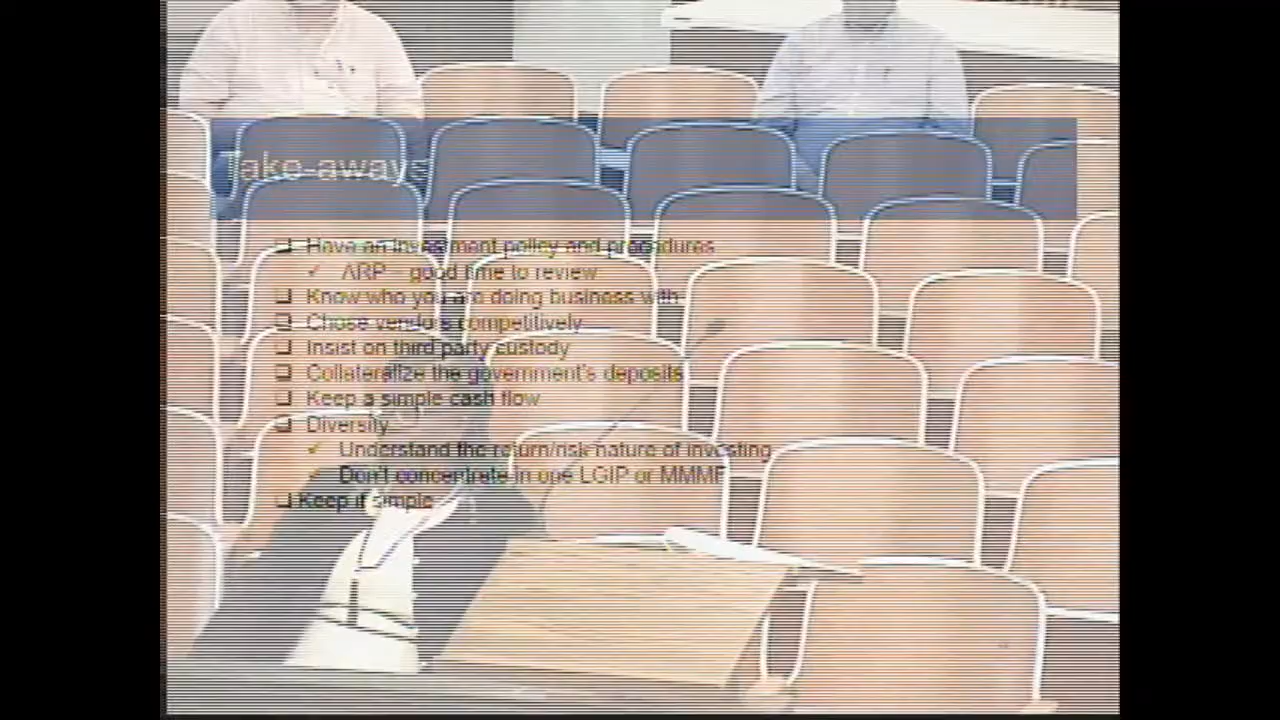 Take-aways
Have an investment policy and procedures
ARP – good time to review
Know who you are doing business with
Chose vendors competitively
Insist on third party custody
Collateralize the government's deposits
Keep a simple cash flow
Diversify
Understand the return/risk nature of investing
Don't concentrate in one LGIP or MMMF
Keep it simple